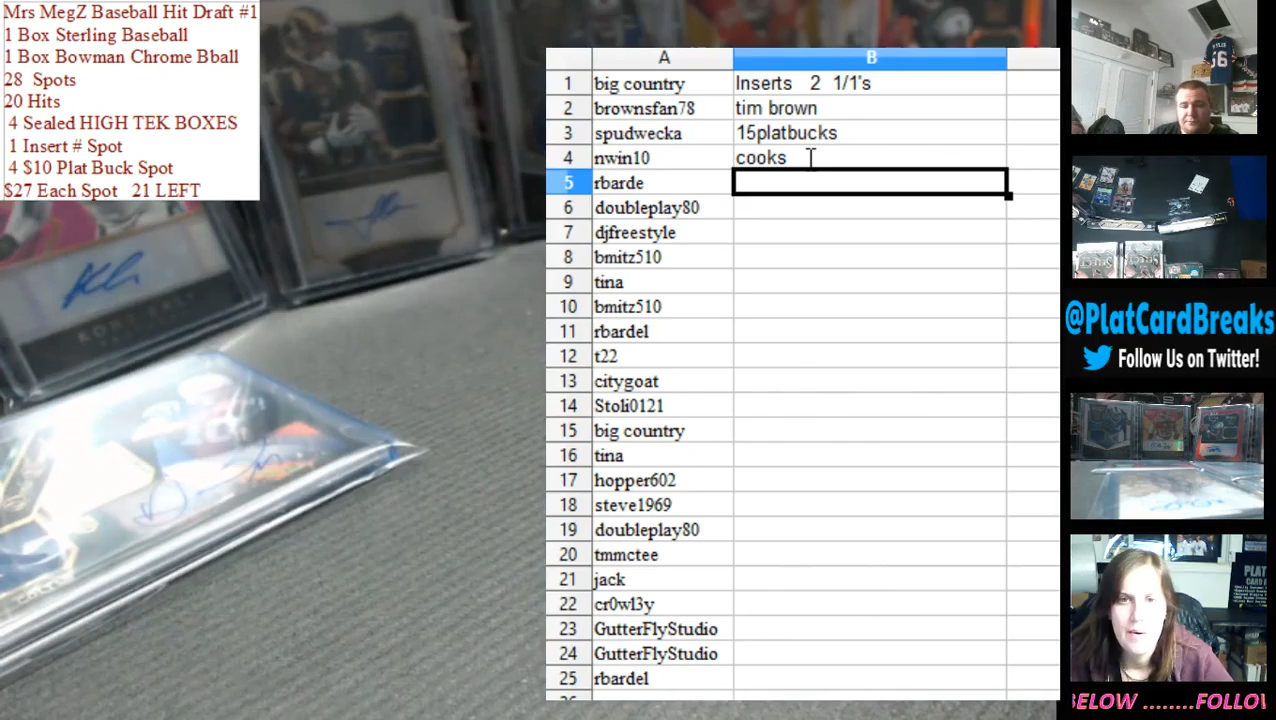 Mrs MegZ Baseball Hit Draft #1
1 Box Sterling Baseball
1 Box Bowman Chrome Bball
28 Spots
20 Hits
4 Sealed HIGH TEK BOXES
1 Insert # Spot
4 $10 Plat Buck Spot
$27 Each Spot 21 LEFT
A B
1 big country Inserts 2 1/1's
2 brownsfan78 tim brown
3 spudwecka 15platbucks
4 nwin10 cooks
5 rbarde
6 doubleplay80
7 djfreestyle
8 bmitz510
9 tina
10 bmitz510
11 rbardel
12 t22
13 citygoat
14 Stoli0121
15 big country
16 tina
17 hopper602
18 steve1969
19 doubleplay80
20 tmmctee
21 jack
22 cr0wl3y
23 GutterFlyStudio
24 GutterFlyStudio
25 rbardel
@PlatCardBreaks
Follow Us on Twitter!
BELOW ........FOLLOW